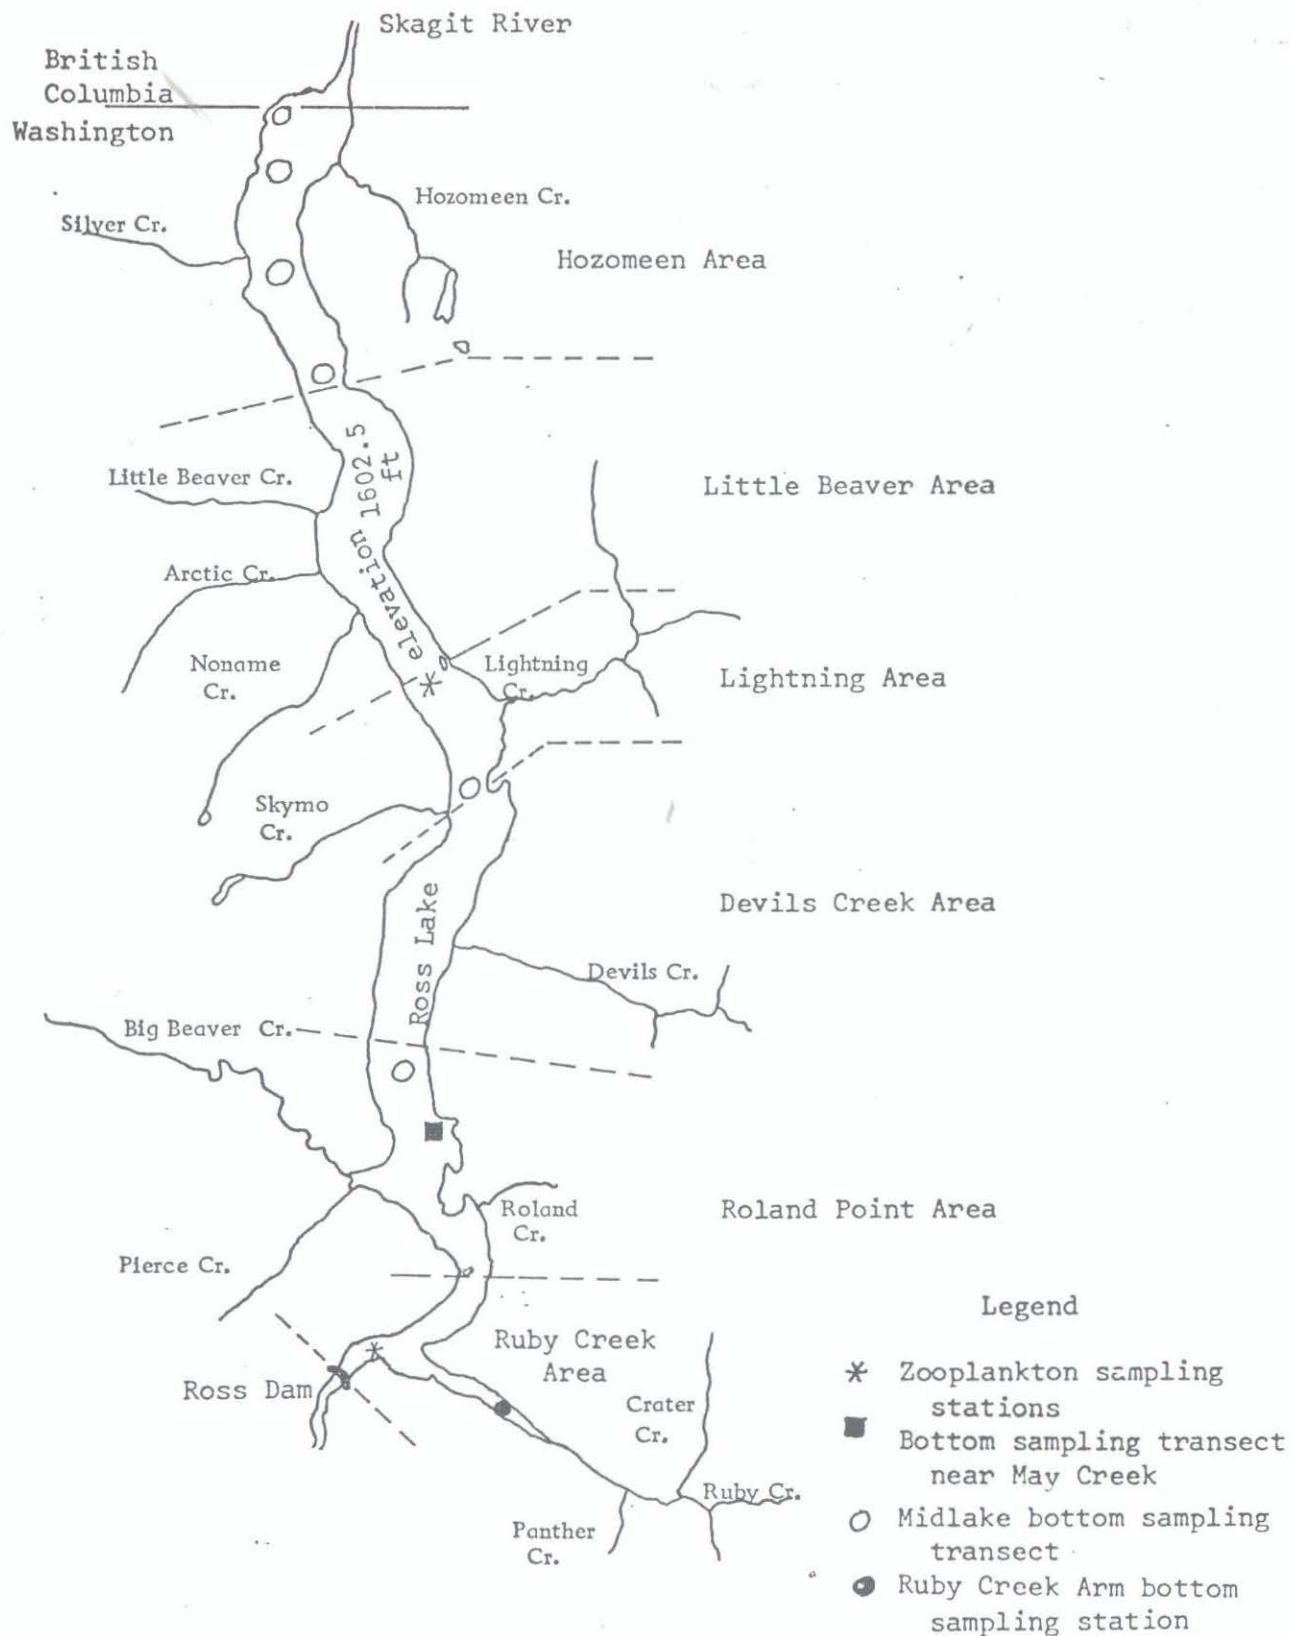 Skagit River
British
Columbia
Washington
Hozomeen Cr.
Silver Cr.
Hozomeen Area
elevation 1602.5
ft
Little Beaver Cr.
Little Beaver Area
Arctic Cr.
Noname
Cr.
Lightning
Cr.
Lightning Area
Skymo
Cr.
Ross Lake
Devils Creek Area
Devils Cr.
Big Beaver Cr.
Roland
Cr.
Roland Point Area
Pierce Cr.
Ruby Creek
Area
Ross Dam
Crater
Cr.
Ruby Cr.
Panther
Cr.
Legend
Zooplankton sampling
stations
Bottom sampling transect
near May Creek
Midlake bottom sampling
transect
Ruby Creek Arm bottom
sampling station